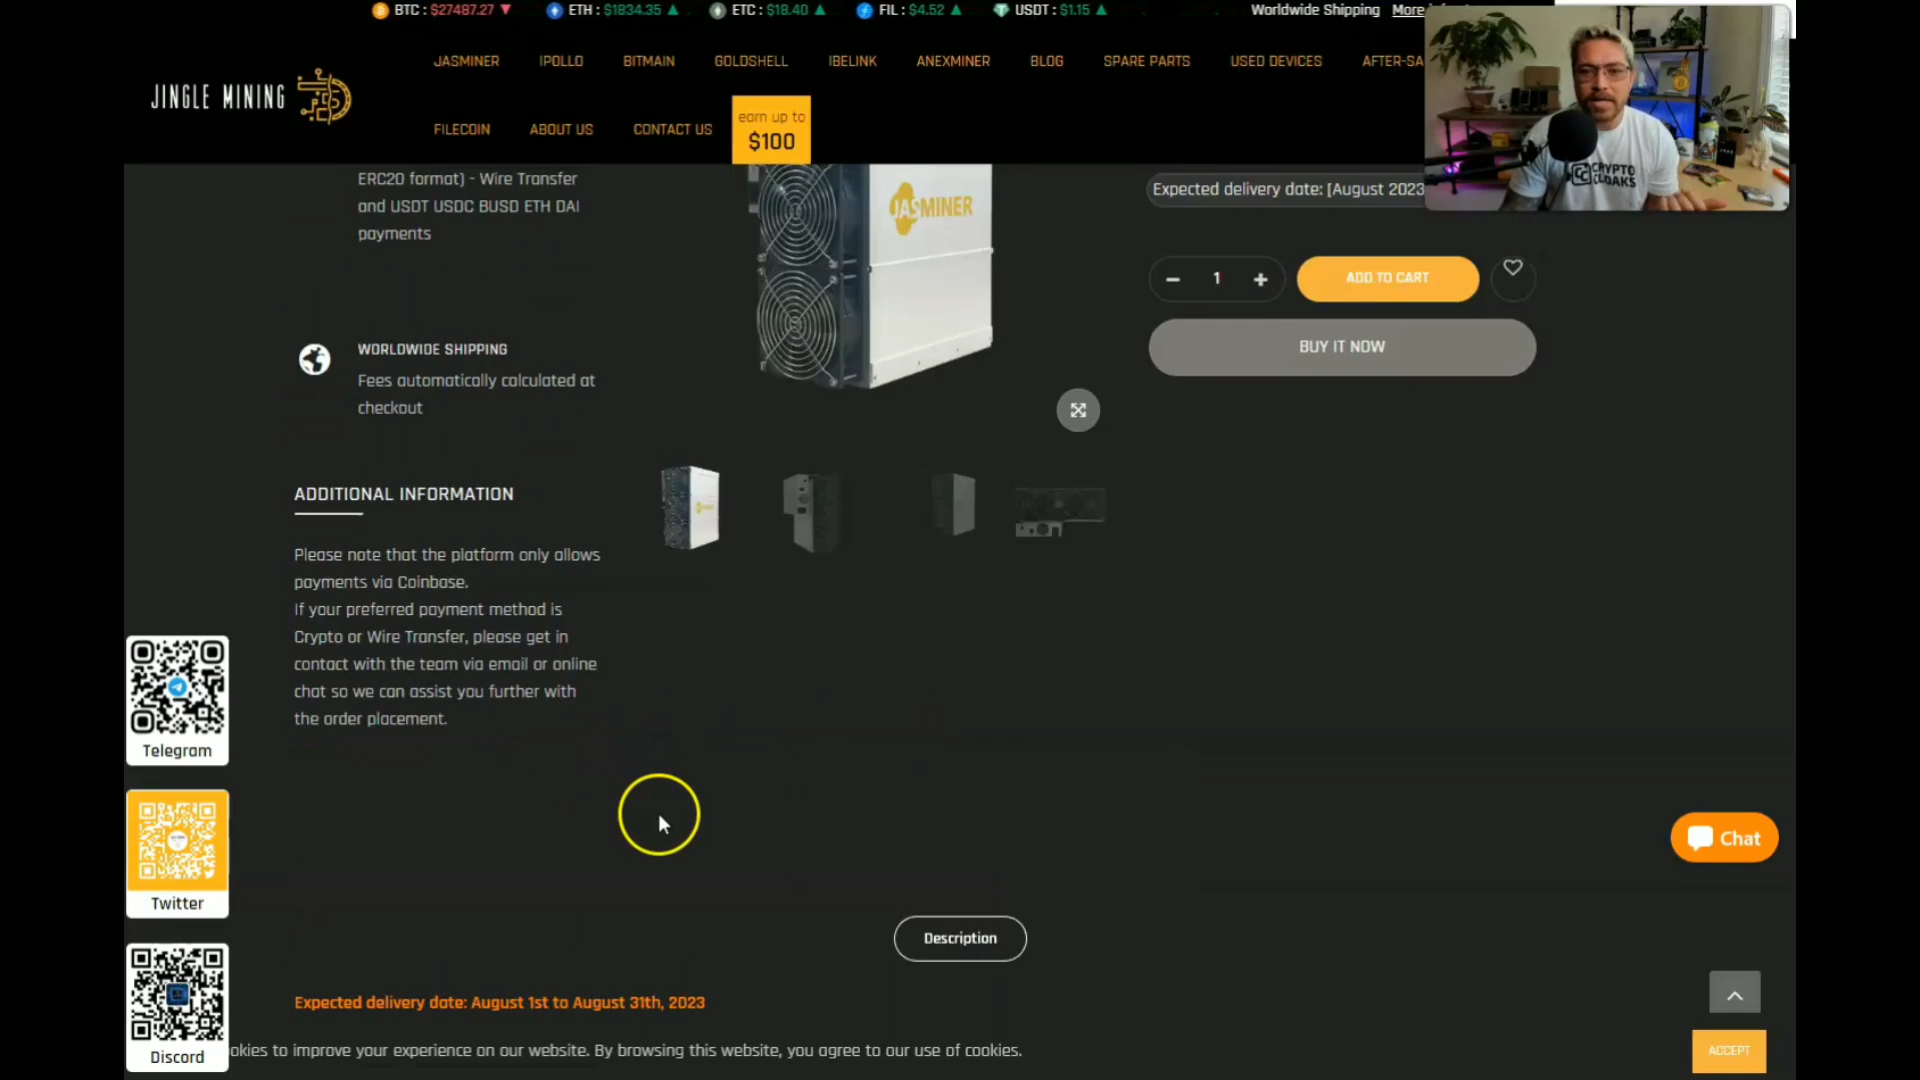 BTC : $27487.27 ▼ ETH : $1834.35 ▲ ETC : $18.40 ▲ FIL : $4.52 ▲ USDT : $1.15 ▲ Worldwide Shipping More
JASMINER IPOLLO BITMAIN GOLDSHELL IBELINK ANEXMINER BLOG SPARE PARTS USED DEVICES AFTER-SA
JINGLE MINING
FILECOIN ABOUT US CONTACT US
earn up to
$100
CRYPTO
CLOAKS
ERC20 format) - Wire Transfer
and USDT USDC BUSD ETH DAI
payments
JASMINER
Expected delivery date: [August 2023
1
ADD TO CART
BUY IT NOW
WORLDWIDE SHIPPING
Fees automatically calculated at
checkout
ADDITIONAL INFORMATION
Please note that the platform only allows
payments via Coinbase.
If your preferred payment method is
Crypto or Wire Transfer, please get in
contact with the team via email or online
chat so we can assist you further with
the order placement.
Telegram
Twitter
Discord
Chat
Description
Expected delivery date: August 1st to August 31th, 2023
okies to improve your experience on our website. By browsing this website, you agree to our use of cookies.
ACCEPT